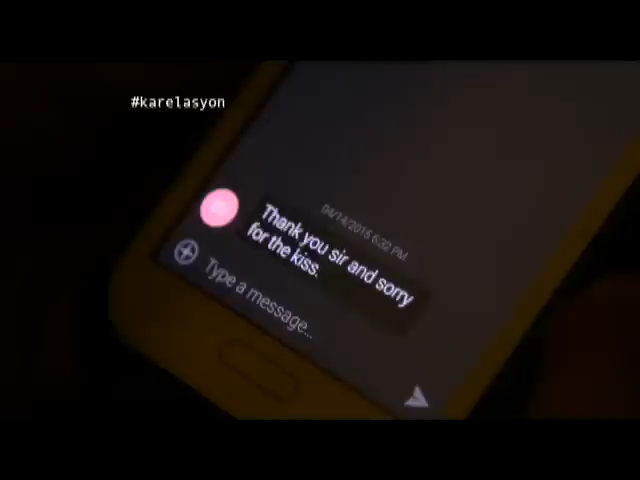 #karelasyon
04/14/2015 6:32 PM
Thank you sir and sorry
for the kiss.
Type a message...